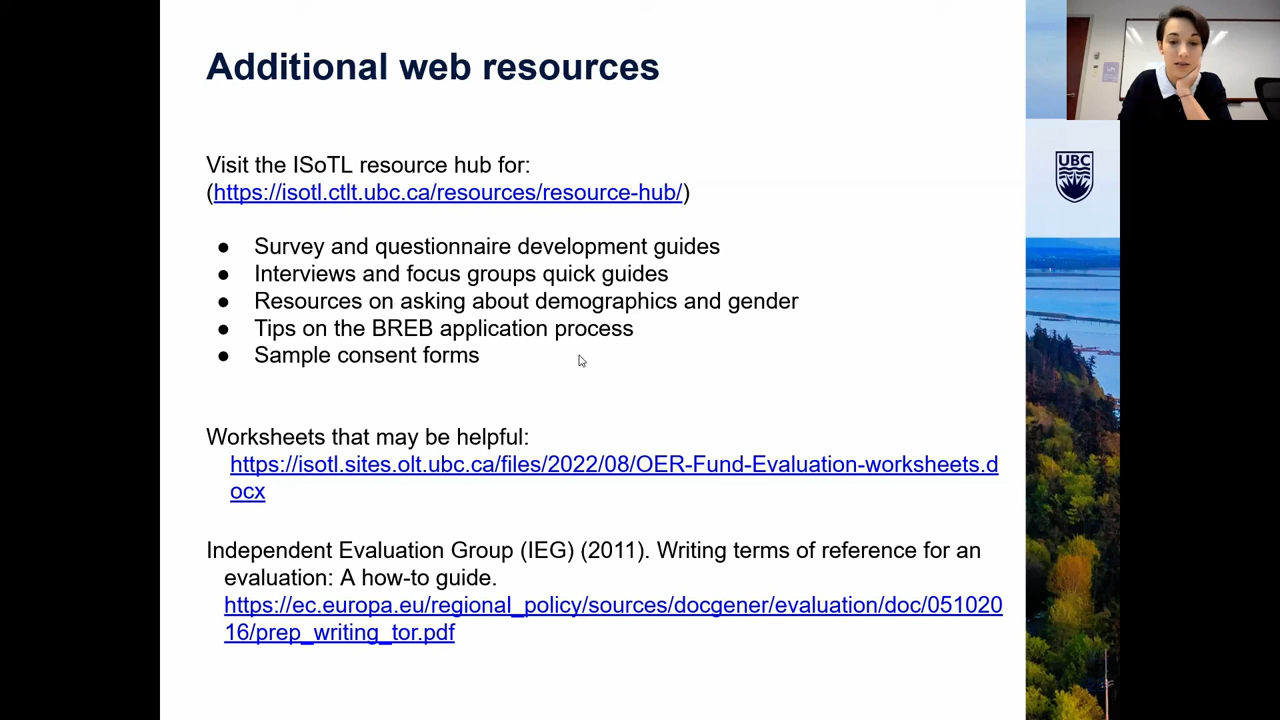 Additional web resources
Visit the ISoTL resource hub for:
(https://isotl.ctlt.ubc.ca/resources/resource-hub/)
● Survey and questionnaire development guides
● Interviews and focus groups quick guides
● Resources on asking about demographics and gender
● Tips on the BREB application process
● Sample consent forms
Worksheets that may be helpful:
https://isotl.sites.olt.ubc.ca/files/2022/08/OER-Fund-Evaluation-worksheets.d
ocx
Independent Evaluation Group (IEG) (2011). Writing terms of reference for an
evaluation: A how-to guide.
https://ec.europa.eu/regional_policy/sources/docgener/evaluation/doc/051020
16/prep_writing_tor.pdf
UBC